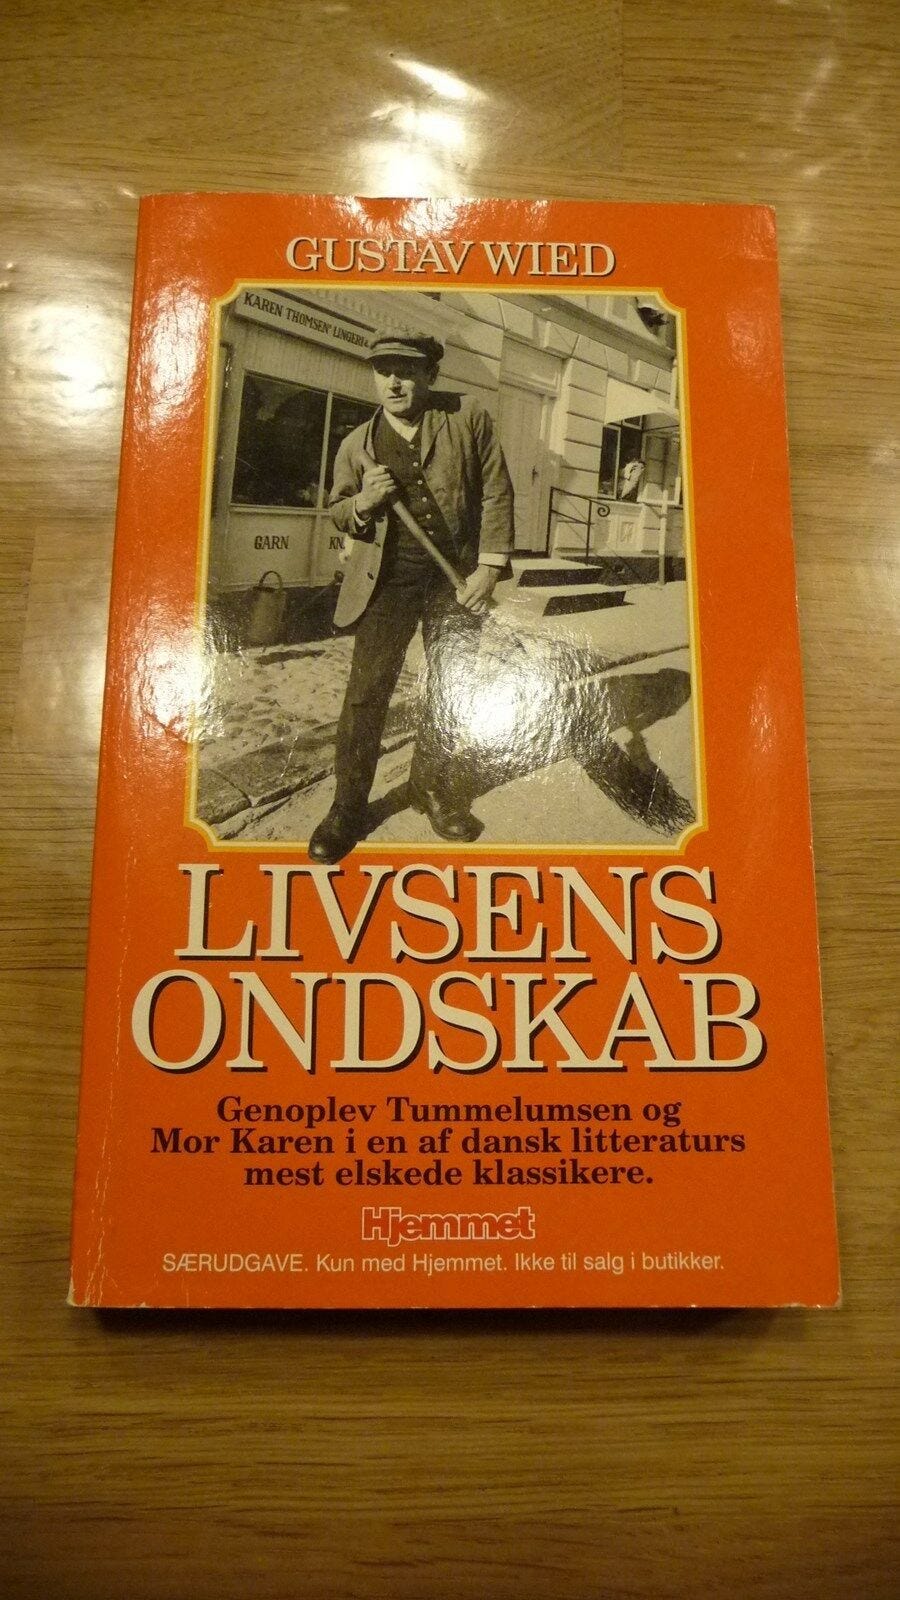 GUSTAV WIED
KAREN THOMSEN' LINGERI &
GARN
KN
LIVSENS
ONDSKAB
Genoplev Tummelumsen og
Mor Karen i en af dansk litteraturs
mest elskede klassikere.
Hjemmet
SÆRUDGAVE. Kun med Hjemmet. Ikke til salg i butikker.